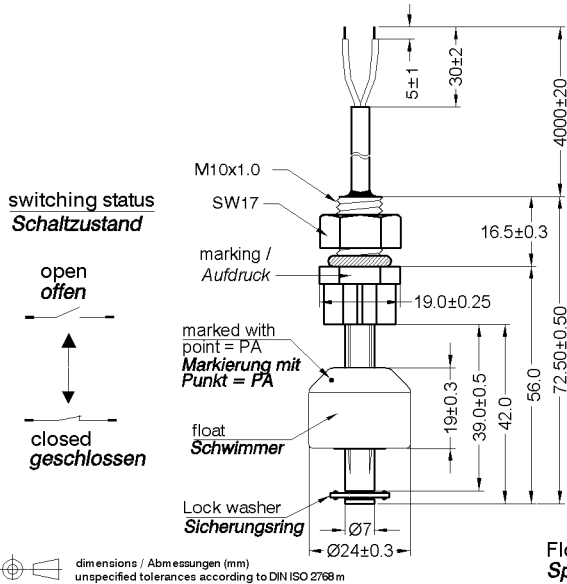 5±1
30±2
4000±20
M10x1.0
SW17
switching status
Schaltzustand
16.5±0.3
marking /
Aufdruck
open
offen
19.0±0.25
marked with
point = PA
Markierung mit
Punkt = PA
72.50±0.50
56.0
19±0.3
39.0±0.5
42.0
float
Schwimmer
closed
geschlossen
Lock washer
Sicherungsring
Ø7
Ø24±0.3
Flo
Sp
dimensions / Abmessungen (mm)
unspecified tolerances according to DIN ISO 2768 m